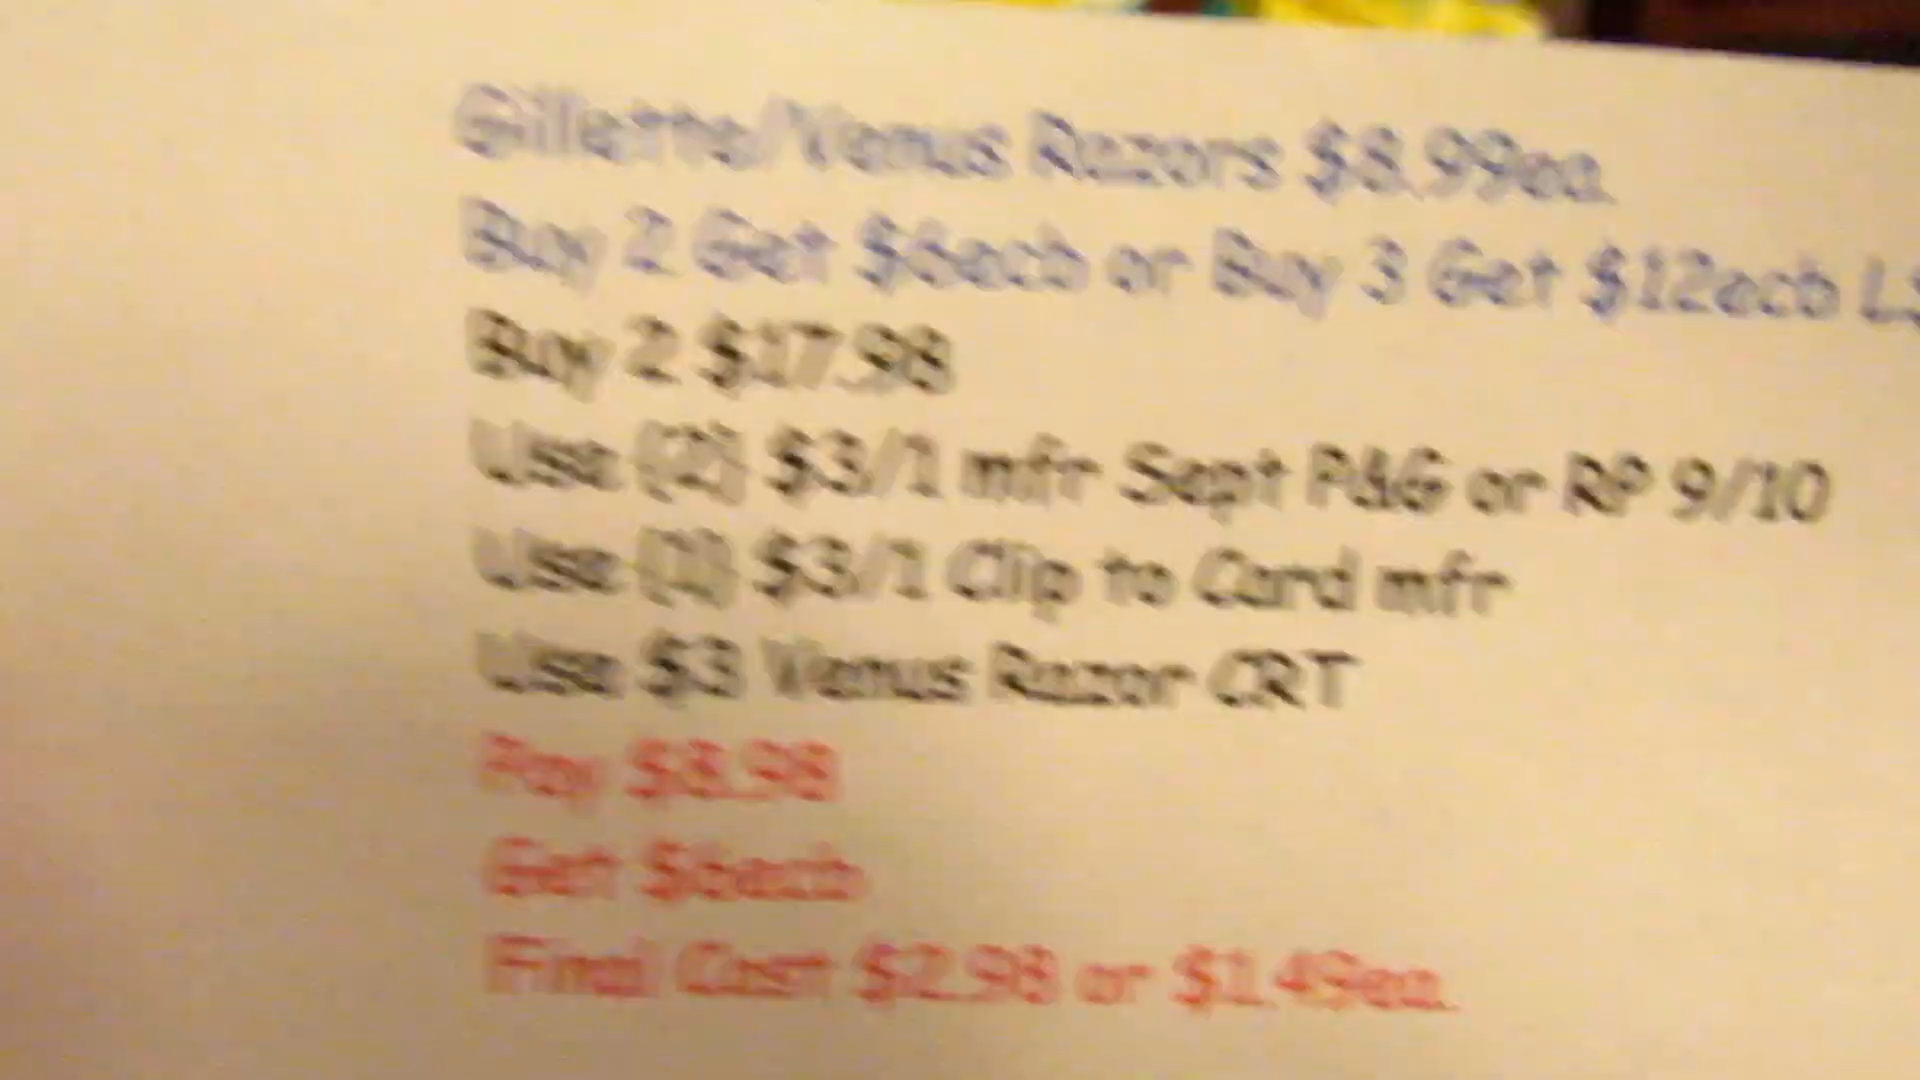 Gillette/Venus Razors $8.99ea.
Buy 2 Get $6ecb or Buy 3 Get $12ecb
Buy 2 $17.98
Use (2) $3/1 mfr Sept P&G or RP 9/10
Use (1) $3/1 Clip to Card mfr
Use $3 Venus Razor CRT
Pay $8.98
Get $6ecb
Final Cost $2.98 or $1.49ea.